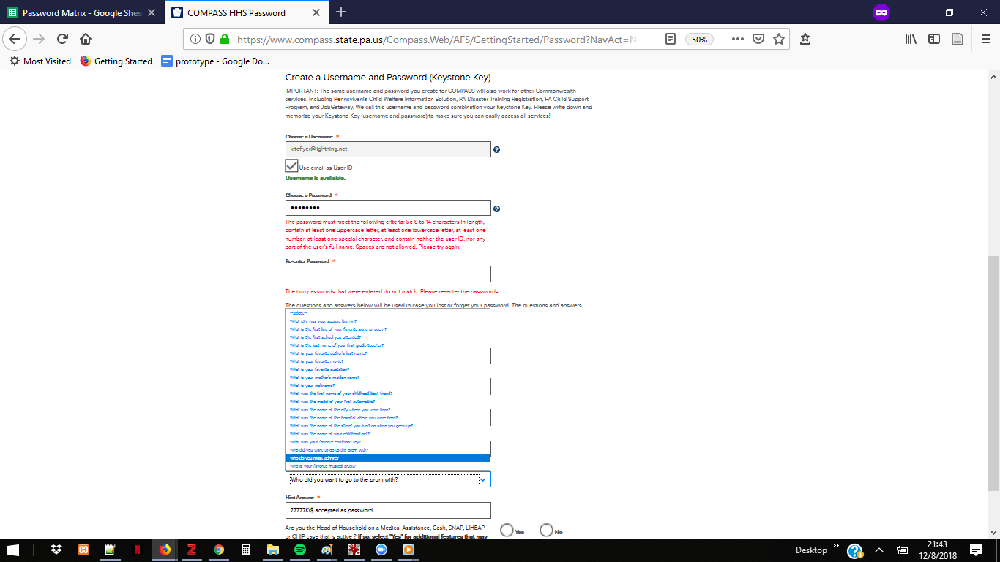 Password Matrix - Google Shee
COMPASS HHS Password
https://www.compass.state.pa.us/Compass.Web/AFS/GettingStarted/Password?NavAct=N
50%
Most Visited
Getting Started
prototype - Google Do...
Create a Username and Password (Keystone Key)
IMPORTANT: The same username and password you create for COMPASS will also work for other Commonwealth
services, including Pennsylvania Child Welfare Information Solution, PA Disaster Training Registration, PA Child Support
Program, and JobGateway. We call this username and password combination your Keystone Key. Please write down and
memorize your Keystone Key (username and password) to make sure you can easily access all services!
Choose a Username *
kiteflyer@lightning.net
Use email as User ID
Username is available.
Choose a Password *
The password must meet the following criteria: be 8 to 14 characters in length,
contain at least one uppercase letter, at least one lowercase letter, at least one
number, at least one special character, and contain neither the user ID, nor any
part of the user's full name. Spaces are not allowed. Please try again.
Re-enter Password *
The two passwords that were entered do not match. Please re-enter the passwords.
The questions and answers below will be used in case you lost or forget your password. The questions and answers
--Select--
What city was your spouse born in?
What is the first line of your favorite song or poem?
What is the first school you attended?
What is the last name of your first-grade teacher?
What is your favorite author's last name?
What is your favorite movie?
What is your favorite quotation?
What is your mother's maiden name?
What is your nickname?
What was the first name of your childhood best friend?
What was the model of your first automobile?
What was the name of the city where you were born?
What was the name of the hospital where you were born?
What was the name of the street you lived on when you grew up?
What was the name of your childhood pet?
What was your favorite childhood toy?
Who did you want to go to the prom with?
Who do you most admire?
Who is your favorite musical artist?
Who did you want to go to the prom with?
Hint Answer *
77777Ki$ accepted as password
Are you the Head of Household on a Medical Assistance, Cash, SNAP, LIHEAP,
Yes
No
or CHIP case that is active ? If so, select "Yes" for additional features that may
Desktop
21:43
12/8/2018